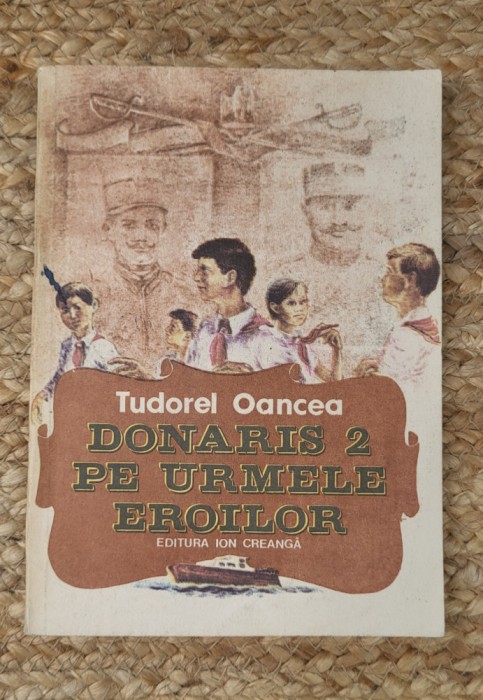 Tudorel Oancea
DONARIS 2
PE URMELE
EROILOR
EDITURA ION CREANGĂ